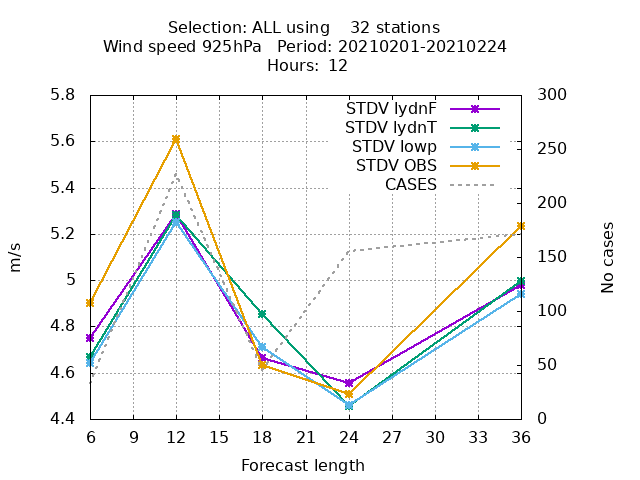 Selection: ALL using    32 stations
Wind speed 925hPa   Period: 20210201-20210224
Hours:  12
STDV lydnF
STDV lydnT
STDV lowp
STDV OBS
CASES
5.8
5.6
5.4
5.2
5
4.8
4.6
4.4
m/s
300
250
200
150
100
50
0
No cases
6 9 12 15 18 21 24 27 30 33 36
Forecast length